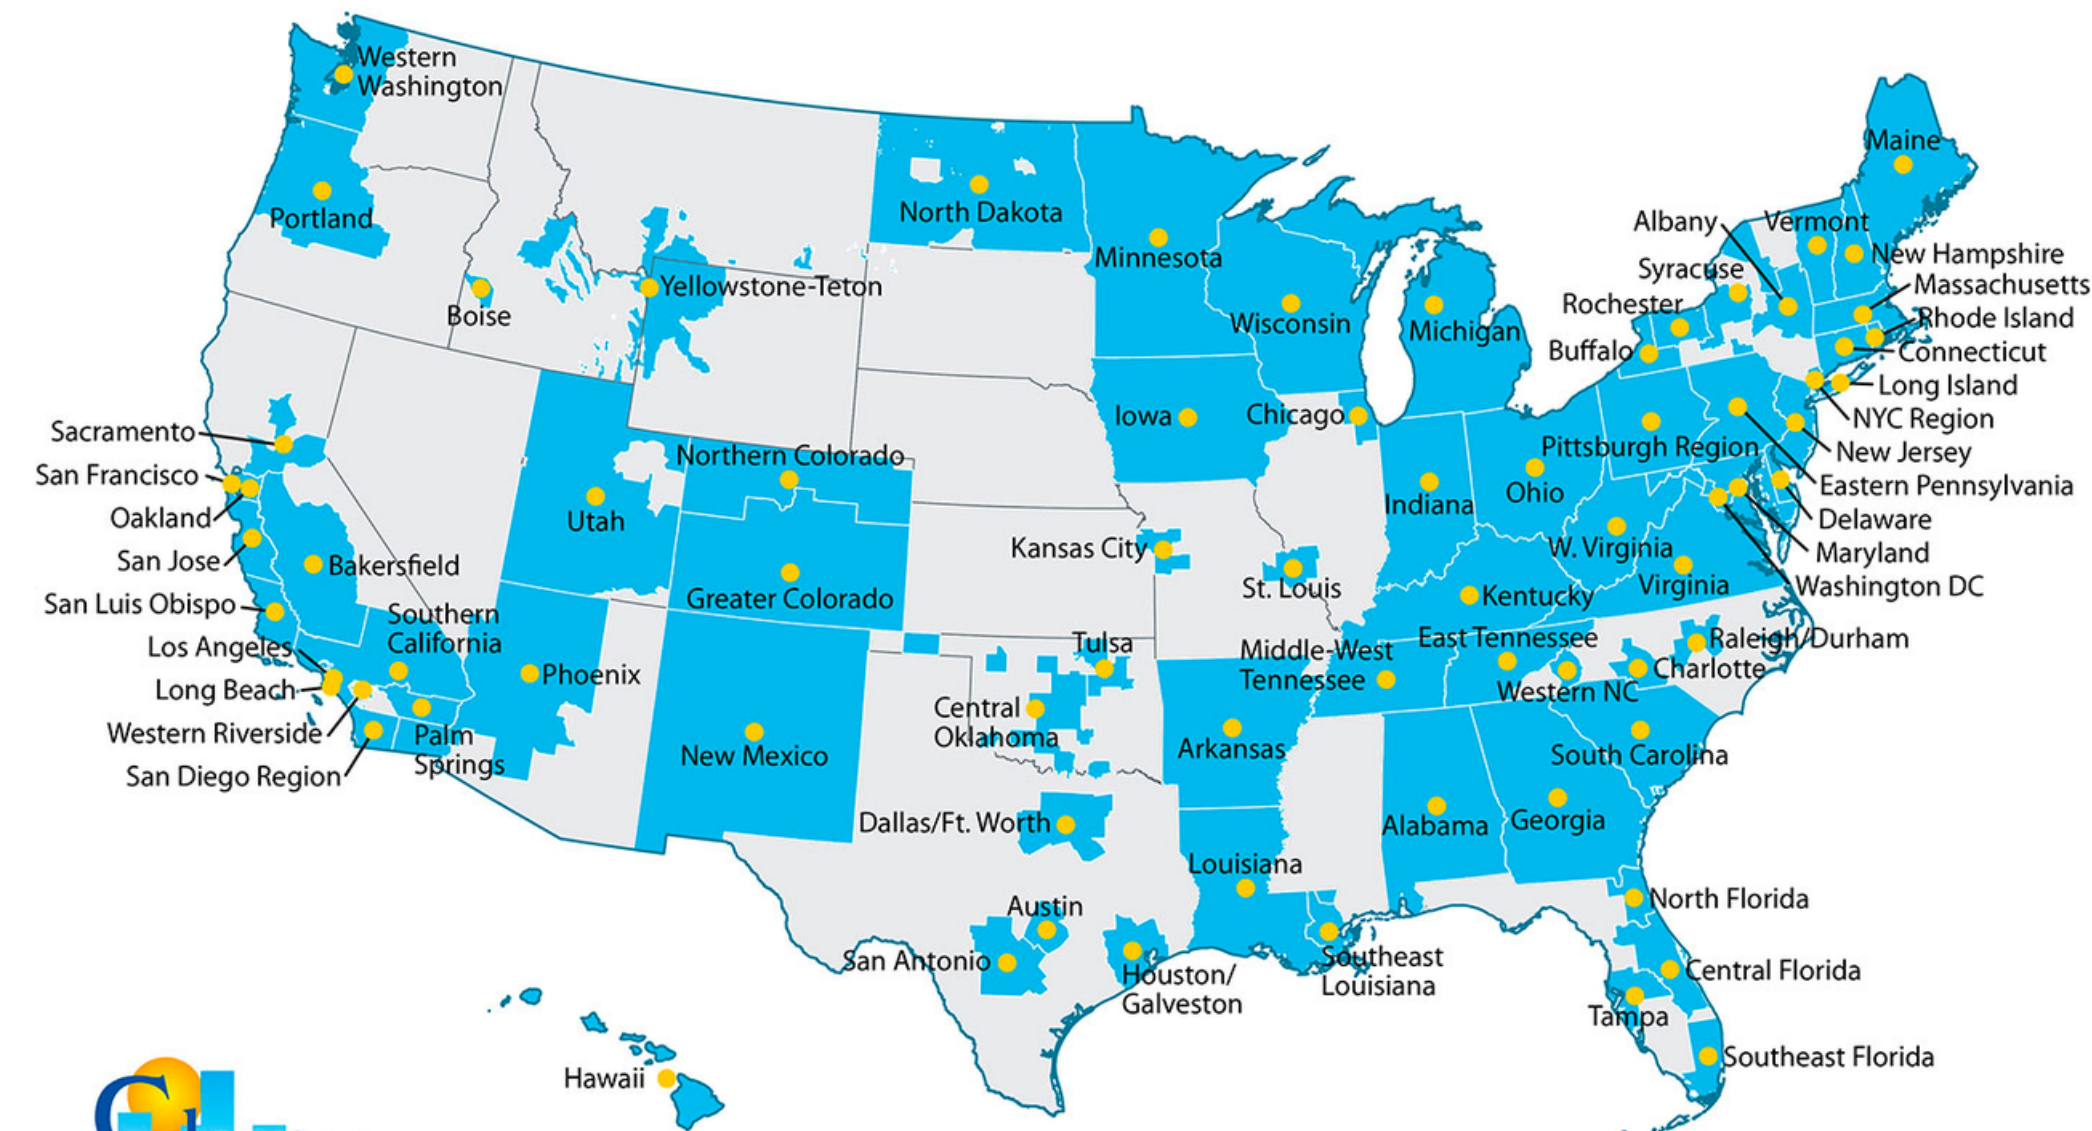 Western
Washington
Portland
Boise
Yellowstone-Teton
North Dakota
Minnesota
Wisconsin
Michigan
Iowa
Chicago
Maine
Albany
Vermont
New Hampshire
Syracuse
Massachusetts
Rochester
Rhode Island
Buffalo
Connecticut
Long Island
NYC Region
Pittsburgh Region
New Jersey
Eastern Pennsylvania
Delaware
Maryland
Washington DC
Sacramento
San Francisco
Oakland
San Jose
San Luis Obispo
Los Angeles
Long Beach
Western Riverside
San Diego Region
Bakersfield
Southern
California
Palm
Springs
Utah
Northern Colorado
Greater Colorado
Phoenix
New Mexico
Kansas City
St. Louis
Indiana
Ohio
W. Virginia
Virginia
Kentucky
Tulsa
Central
Oklahoma
Middle-West
Tennessee
East Tennessee
Western NC
Raleigh/Durham
Charlotte
Arkansas
South Carolina
Alabama
Georgia
Dallas/Ft. Worth
Louisiana
Austin
San Antonio
Houston/
Galveston
Southeast
Louisiana
North Florida
Central Florida
Tampa
Southeast Florida
Hawaii